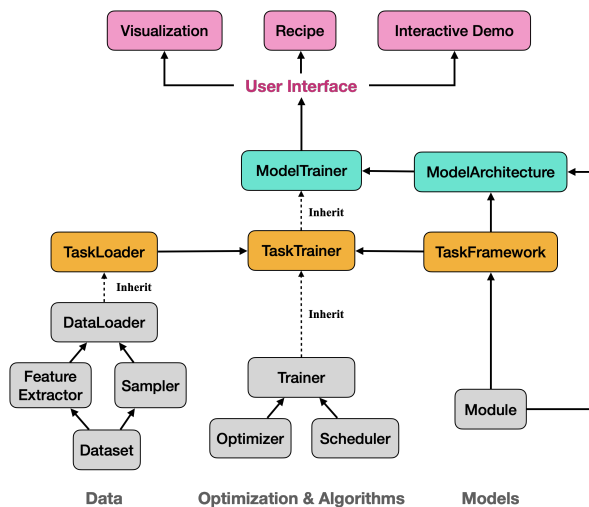 Visualization
Recipe
Interactive Demo
User Interface
ModelTrainer
ModelArchitecture
Inherit
TaskLoader
TaskTrainer
TaskFramework
Inherit
Inherit
DataLoader
Feature
Extractor
Sampler
Trainer
Module
Dataset
Optimizer
Scheduler
Data
Optimization & Algorithms
Models